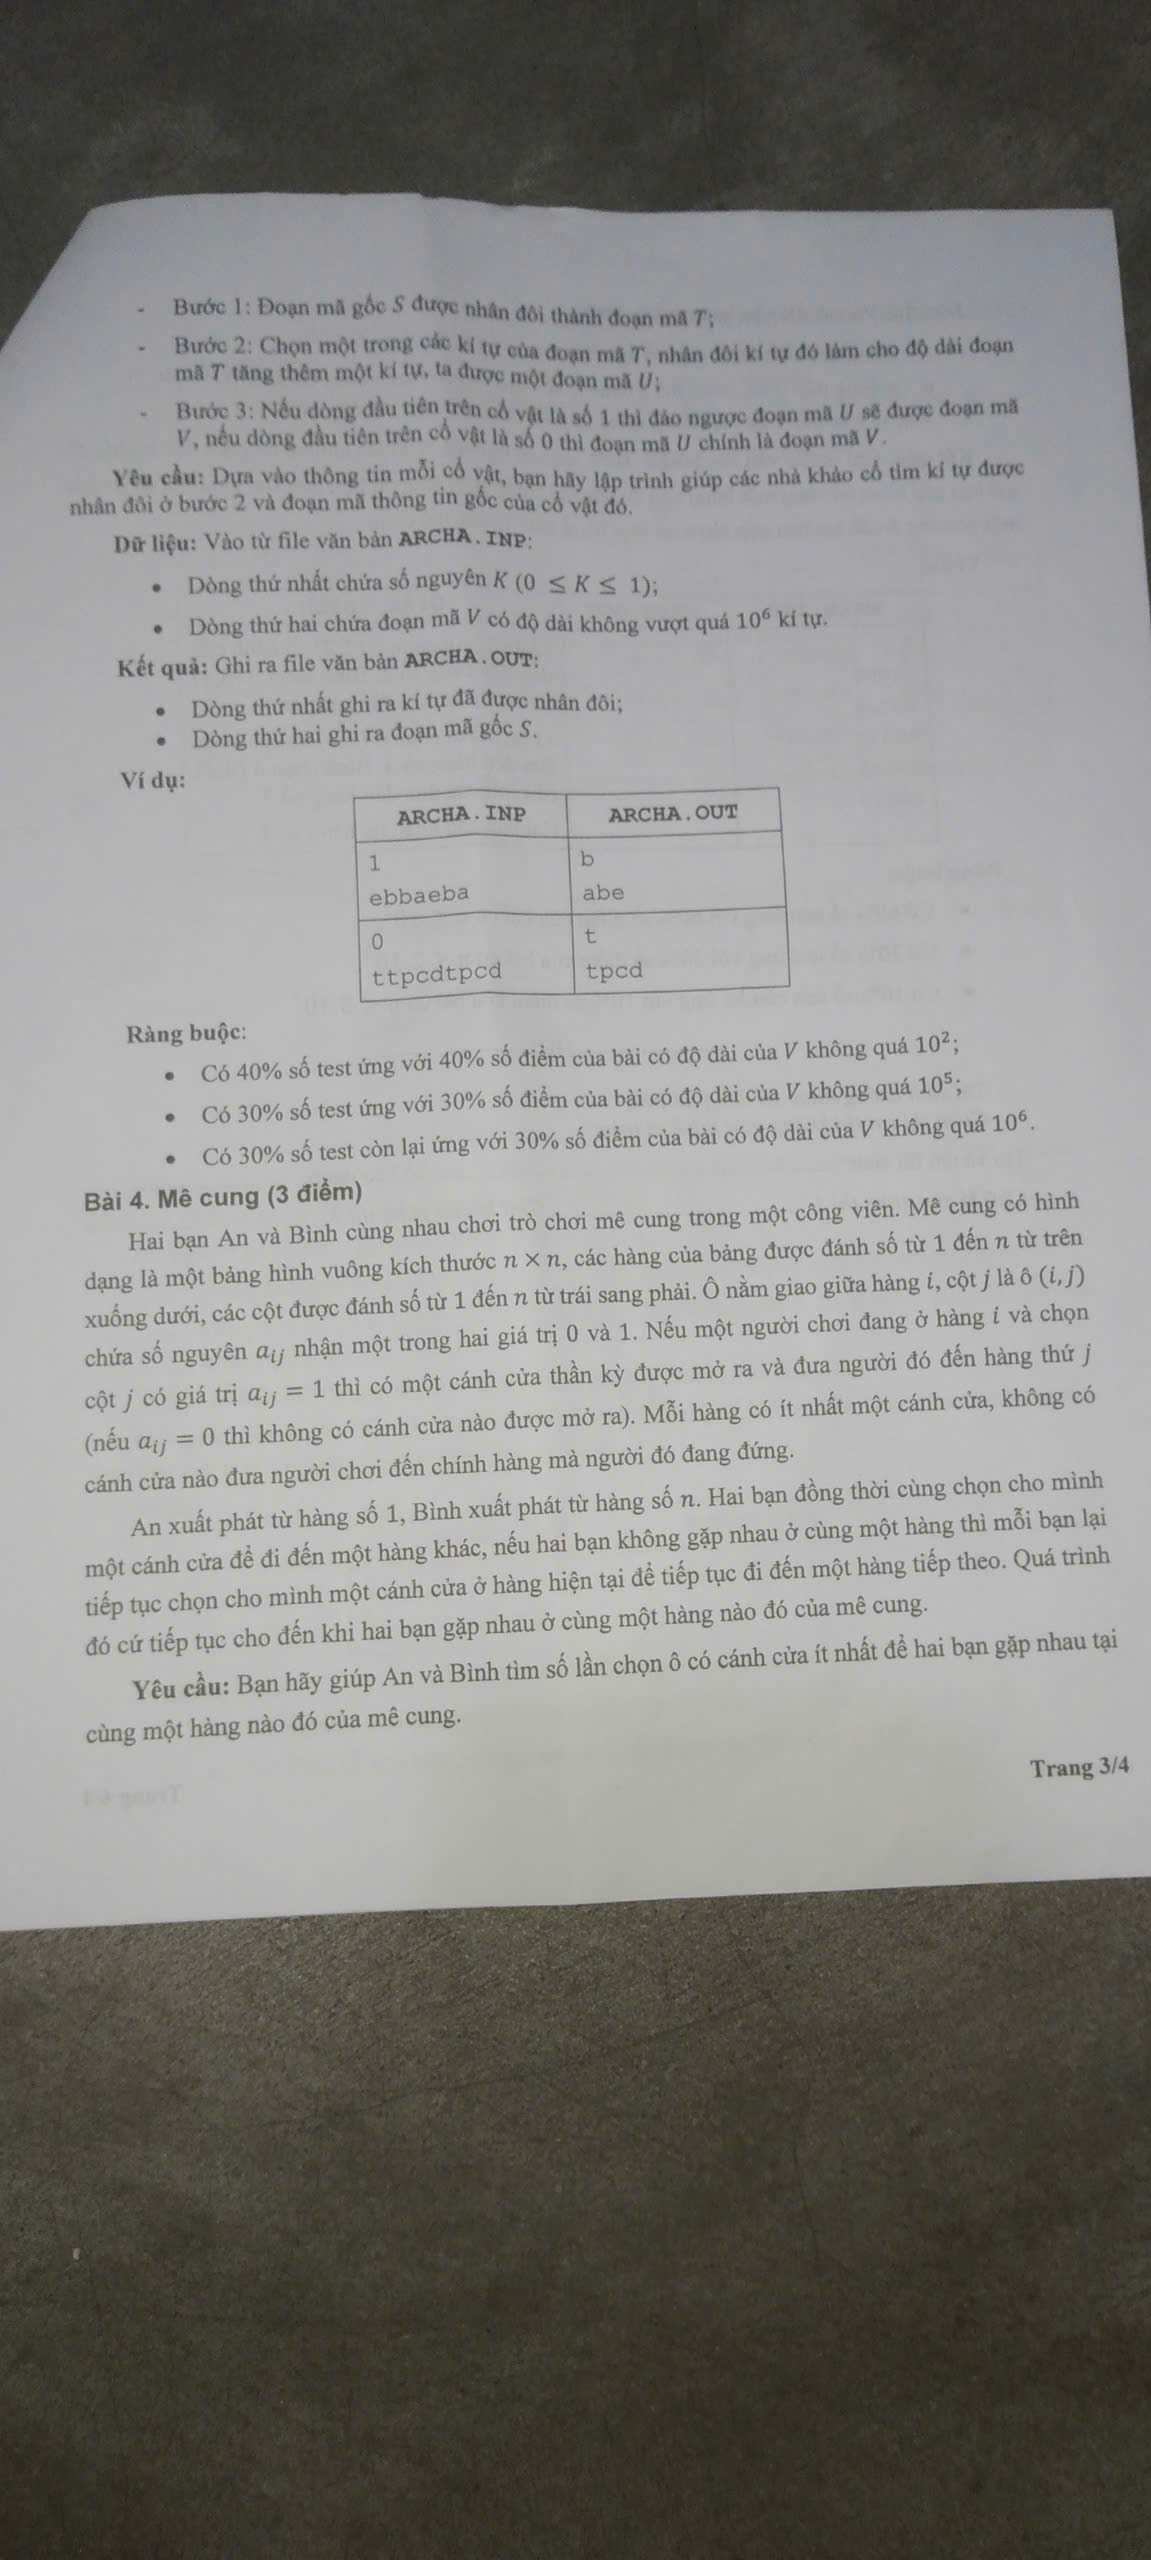 - Bước 1: Đoạn mã gốc S được nhân đôi thành đoạn mã T;
- Bước 2: Chọn một trong các kí tự của đoạn mã T, nhân đôi kí tự đó làm cho độ dài đoạn
mã T tăng thêm một kí tự, ta được một đoạn mã U;
- Bước 3: Nếu dòng đầu tiên trên cổ vật là số 1 thì đảo ngược đoạn mã U sẽ được đoạn mã
V, nếu dòng đầu tiên trên cổ vật là số 0 thì đoạn mã U chính là đoạn mã V.
Yêu cầu: Dựa vào thông tin mỗi cổ vật, bạn hãy lập trình giúp các nhà khảo cổ tìm kí tự được
nhân đôi ở bước 2 và đoạn mã thông tin gốc của cổ vật đó.
Dữ liệu: Vào từ file văn bản ARCHA.INP:
• Dòng thứ nhất chứa số nguyên K (0 ≤ K ≤ 1);
• Dòng thứ hai chứa đoạn mã V có độ dài không vượt quá 10⁶ kí tự.
Kết quả: Ghi ra file văn bản ARCHA.OUT:
• Dòng thứ nhất ghi ra kí tự đã được nhân đôi;
• Dòng thứ hai ghi ra đoạn mã gốc S.
Ví dụ:
ARCHA.INP ARCHA.OUT
1 b
ebbaeba abe
0 t
ttpcdtpcd tpcd
Ràng buộc:
• Có 40% số test ứng với 40% số điểm của bài có độ dài của V không quá 10²;
• Có 30% số test ứng với 30% số điểm của bài có độ dài của V không quá 10⁵;
• Có 30% số test còn lại ứng với 30% số điểm của bài có độ dài của V không quá 10⁶.
Bài 4. Mê cung (3 điểm)
Hai bạn An và Bình cùng nhau chơi trò chơi mê cung trong một công viên. Mê cung có hình
dạng là một bảng hình vuông kích thước n × n, các hàng của bảng được đánh số từ 1 đến n từ trên
xuống dưới, các cột được đánh số từ 1 đến n từ trái sang phải. Ô nằm giao giữa hàng i, cột j là ô (i, j)
chứa số nguyên aᵢⱼ nhận một trong hai giá trị 0 và 1. Nếu một người chơi đang ở hàng i và chọn
cột j có giá trị aᵢⱼ = 1 thì có một cánh cửa thần kỳ được mở ra và đưa người đó đến hàng thứ j
(nếu aᵢⱼ = 0 thì không có cánh cửa nào được mở ra). Mỗi hàng có ít nhất một cánh cửa, không có
cánh cửa nào đưa người chơi đến chính hàng mà người đó đang đứng.
An xuất phát từ hàng số 1, Bình xuất phát từ hàng số n. Hai bạn đồng thời cùng chọn cho mình
một cánh cửa để đi đến một hàng khác, nếu hai bạn không gặp nhau ở cùng một hàng thì mỗi bạn lại
tiếp tục chọn cho mình một cánh cửa ở hàng hiện tại để tiếp tục đi đến một hàng tiếp theo. Quá trình
đó cứ tiếp tục cho đến khi hai bạn gặp nhau ở cùng một hàng nào đó của mê cung.
Yêu cầu: Bạn hãy giúp An và Bình tìm số lần chọn ô có cánh cửa ít nhất để hai bạn gặp nhau tại
cùng một hàng nào đó của mê cung.
Trang 3/4